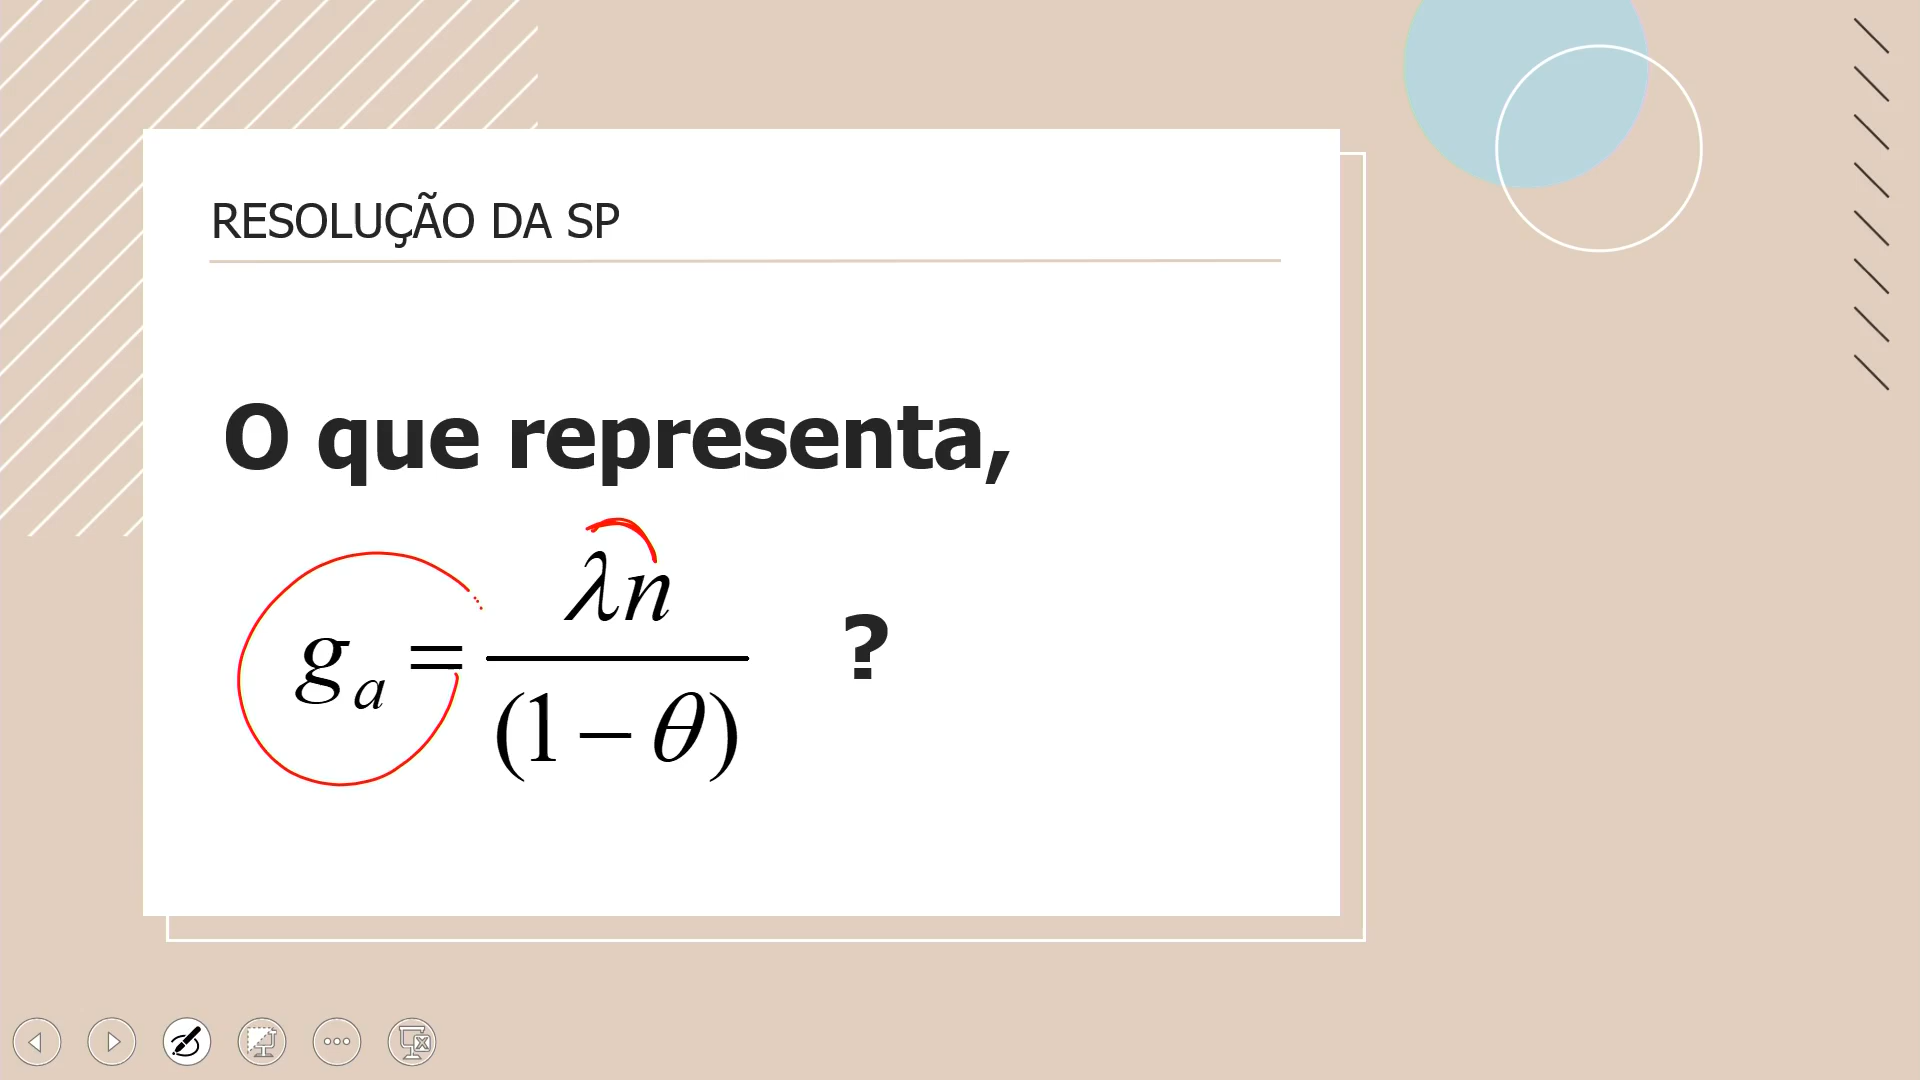 RESOLUÇÃO DA SP
O que representa,
g_a = λn / (1 − θ) ?